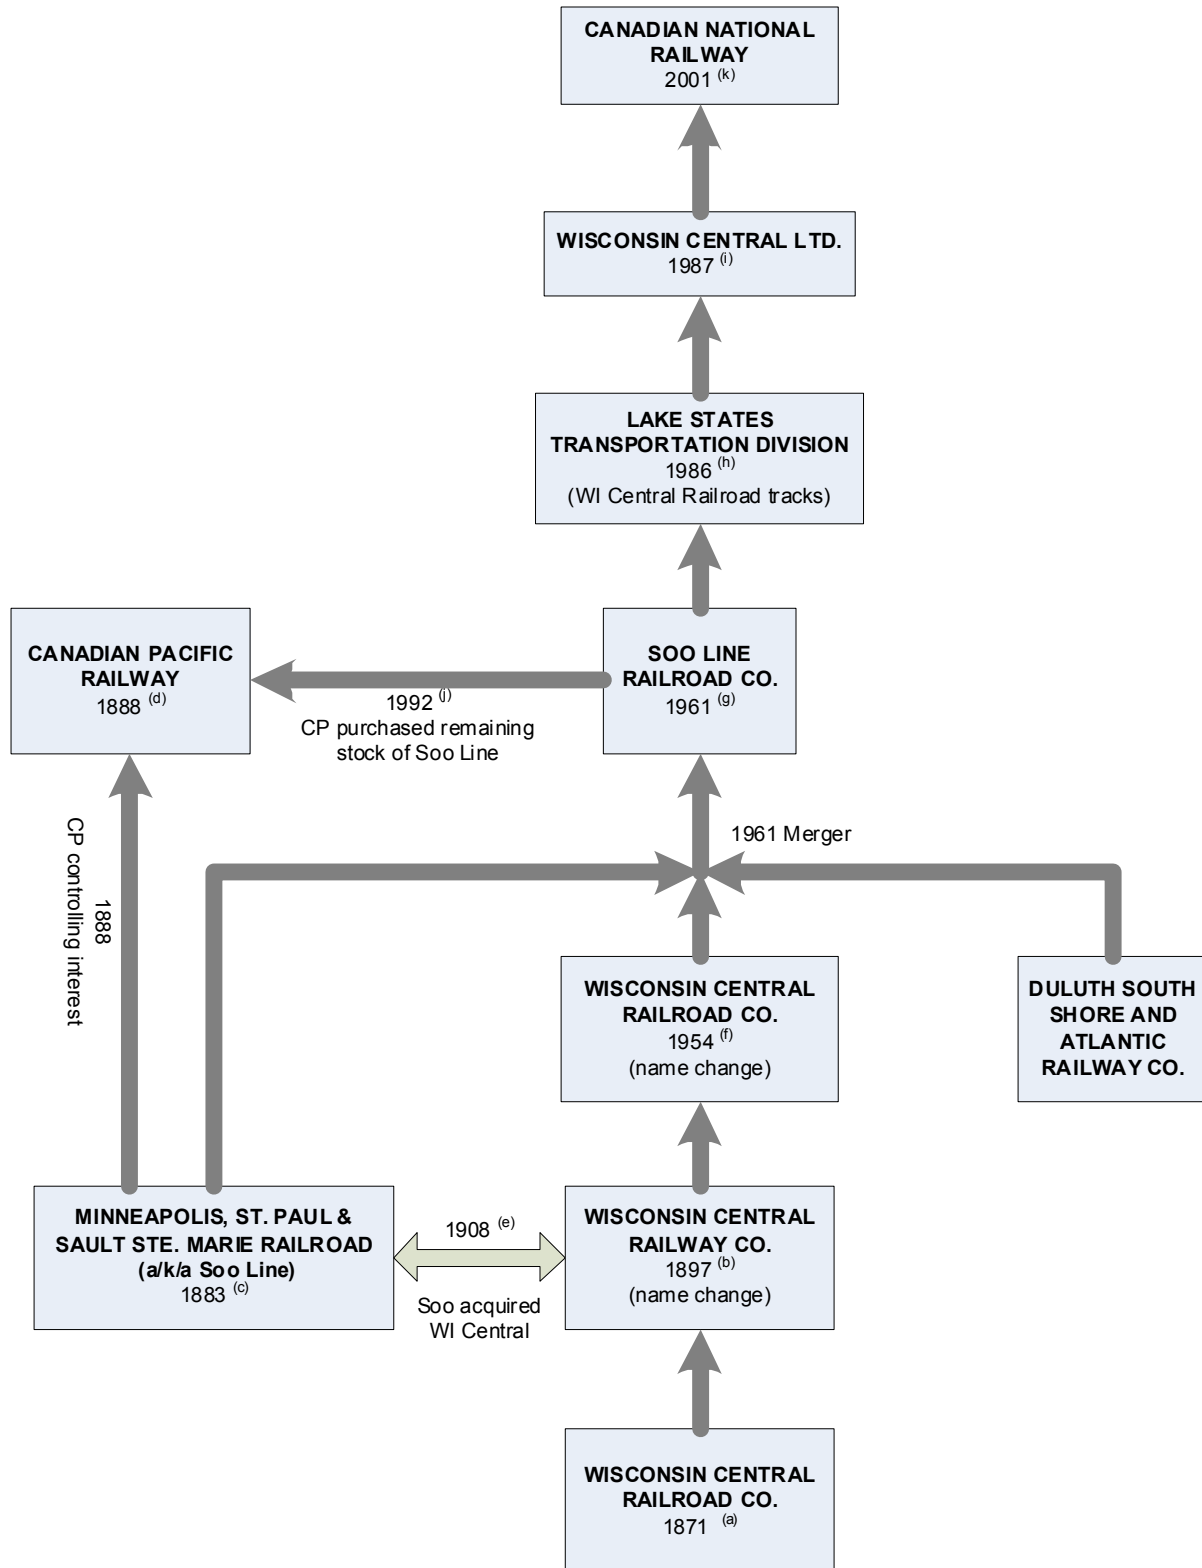 CANADIAN NATIONAL
RAILWAY
2001 (k)
WISCONSIN CENTRAL LTD.
1987 (i)
LAKE STATES
TRANSPORTATION DIVISION
1986 (h)
(WI Central Railroad tracks)
CANADIAN PACIFIC
RAILWAY
1888 (d)
1992 (j)
CP purchased remaining
stock of Soo Line
SOO LINE
RAILROAD CO.
1961 (g)
1961 Merger
1888
CP controlling interest
WISCONSIN CENTRAL
RAILROAD CO.
1954 (f)
(name change)
DULUTH SOUTH
SHORE AND
ATLANTIC
RAILWAY CO.
MINNEAPOLIS, ST. PAUL &
SAULT STE. MARIE RAILROAD
(a/k/a Soo Line)
1883 (c)
1908 (e)
Soo acquired
WI Central
WISCONSIN CENTRAL
RAILWAY CO.
1897 (b)
(name change)
WISCONSIN CENTRAL
RAILROAD CO.
1871 (a)